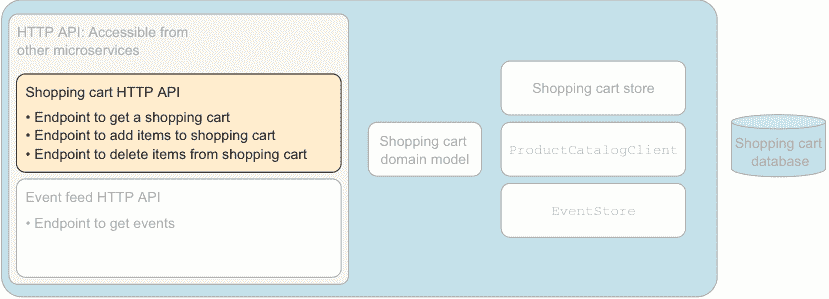 HTTP API: Accessible from
other microservices
Shopping cart HTTP API
• Endpoint to get a shopping cart
• Endpoint to add items to shopping cart
• Endpoint to delete items from shopping cart
Event feed HTTP API
• Endpoint to get events
Shopping cart
domain model
Shopping cart store
ProductCatalogClient
EventStore
Shopping cart
database